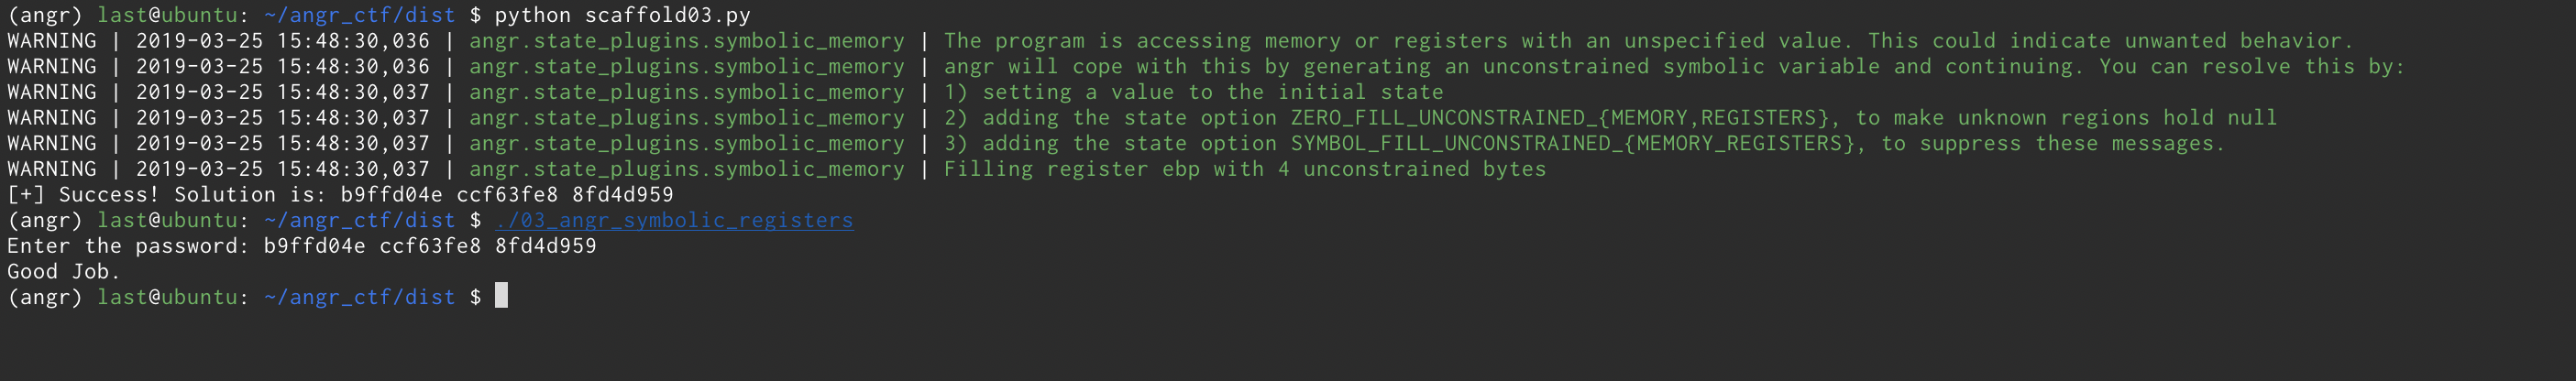 (angr) last@ubuntu: ~/angr_ctf/dist $ python scaffold03.py
WARNING | 2019-03-25 15:48:30,036 | angr.state_plugins.symbolic_memory | The program is accessing memory or registers with an unspecified value. This could indicate unwanted behavior.
WARNING | 2019-03-25 15:48:30,036 | angr.state_plugins.symbolic_memory | angr will cope with this by generating an unconstrained symbolic variable and continuing. You can resolve this by:
WARNING | 2019-03-25 15:48:30,037 | angr.state_plugins.symbolic_memory | 1) setting a value to the initial state
WARNING | 2019-03-25 15:48:30,037 | angr.state_plugins.symbolic_memory | 2) adding the state option ZERO_FILL_UNCONSTRAINED_{MEMORY,REGISTERS}, to make unknown regions hold null
WARNING | 2019-03-25 15:48:30,037 | angr.state_plugins.symbolic_memory | 3) adding the state option SYMBOL_FILL_UNCONSTRAINED_{MEMORY_REGISTERS}, to suppress these messages.
WARNING | 2019-03-25 15:48:30,037 | angr.state_plugins.symbolic_memory | Filling register ebp with 4 unconstrained bytes
[+] Success! Solution is: b9ffd04e ccf63fe8 8fd4d959
(angr) last@ubuntu: ~/angr_ctf/dist $ ./03_angr_symbolic_registers
Enter the password: b9ffd04e ccf63fe8 8fd4d959
Good Job.
(angr) last@ubuntu: ~/angr_ctf/dist $